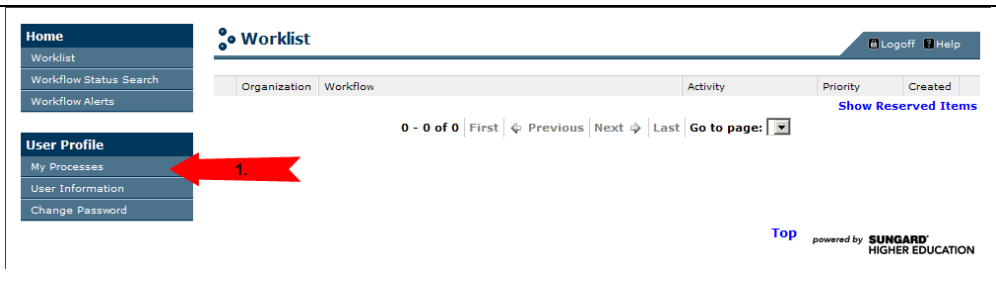 Home
Worklist
Workflow Status Search
Workflow Alerts
User Profile
My Processes
User Information
Change Password
Worklist
Logoff ? Help
Organization Workflow Activity Priority Created
Show Reserved Items
0 - 0 of 0 First Previous Next Last Go to page:
1.
Top
powered by SUNGARD'
HIGHER EDUCATION